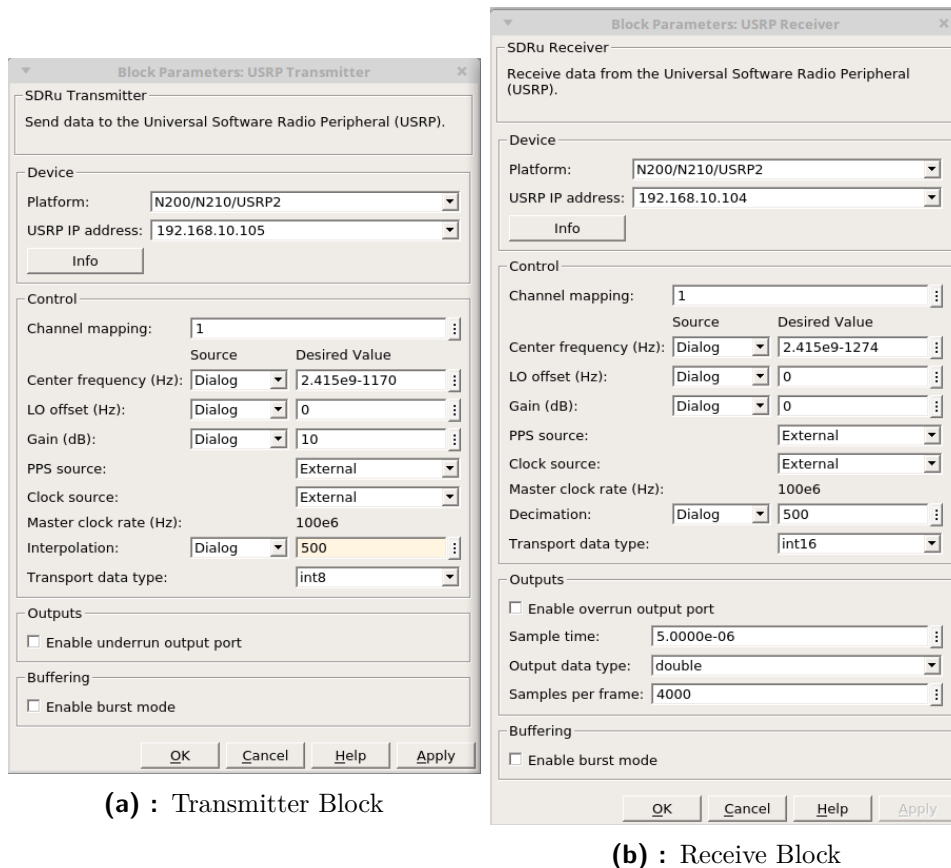 Block Parameters: USRP Transmitter
SDRu Transmitter
Send data to the Universal Software Radio Peripheral (USRP).
Device
Platform: N200/N210/USRP2
USRP IP address: 192.168.10.105
Info
Control
Channel mapping: 1
Source Desired Value
Center frequency (Hz): Dialog 2.415e9-1170
LO offset (Hz): Dialog 0
Gain (dB): Dialog 10
PPS source: External
Clock source: External
Master clock rate (Hz): 100e6
Interpolation: Dialog 500
Transport data type: int8
Outputs
Enable underrun output port
Buffering
Enable burst mode
OK Cancel Help Apply
(a) : Transmitter Block
Block Parameters: USRP Receiver
SDRu Receiver
Receive data from the Universal Software Radio Peripheral
(USRP).
Device
Platform: N200/N210/USRP2
USRP IP address: 192.168.10.104
Info
Control
Channel mapping: 1
Source Desired Value
Center frequency (Hz): Dialog 2.415e9-1274
LO offset (Hz): Dialog 0
Gain (dB): Dialog 0
PPS source: External
Clock source: External
Master clock rate (Hz): 100e6
Decimation: Dialog 500
Transport data type: int16
Outputs
Enable overrun output port
Sample time: 5.0000e-06
Output data type: double
Samples per frame: 4000
Buffering
Enable burst mode
OK Cancel Help Apply
(b) : Receive Block